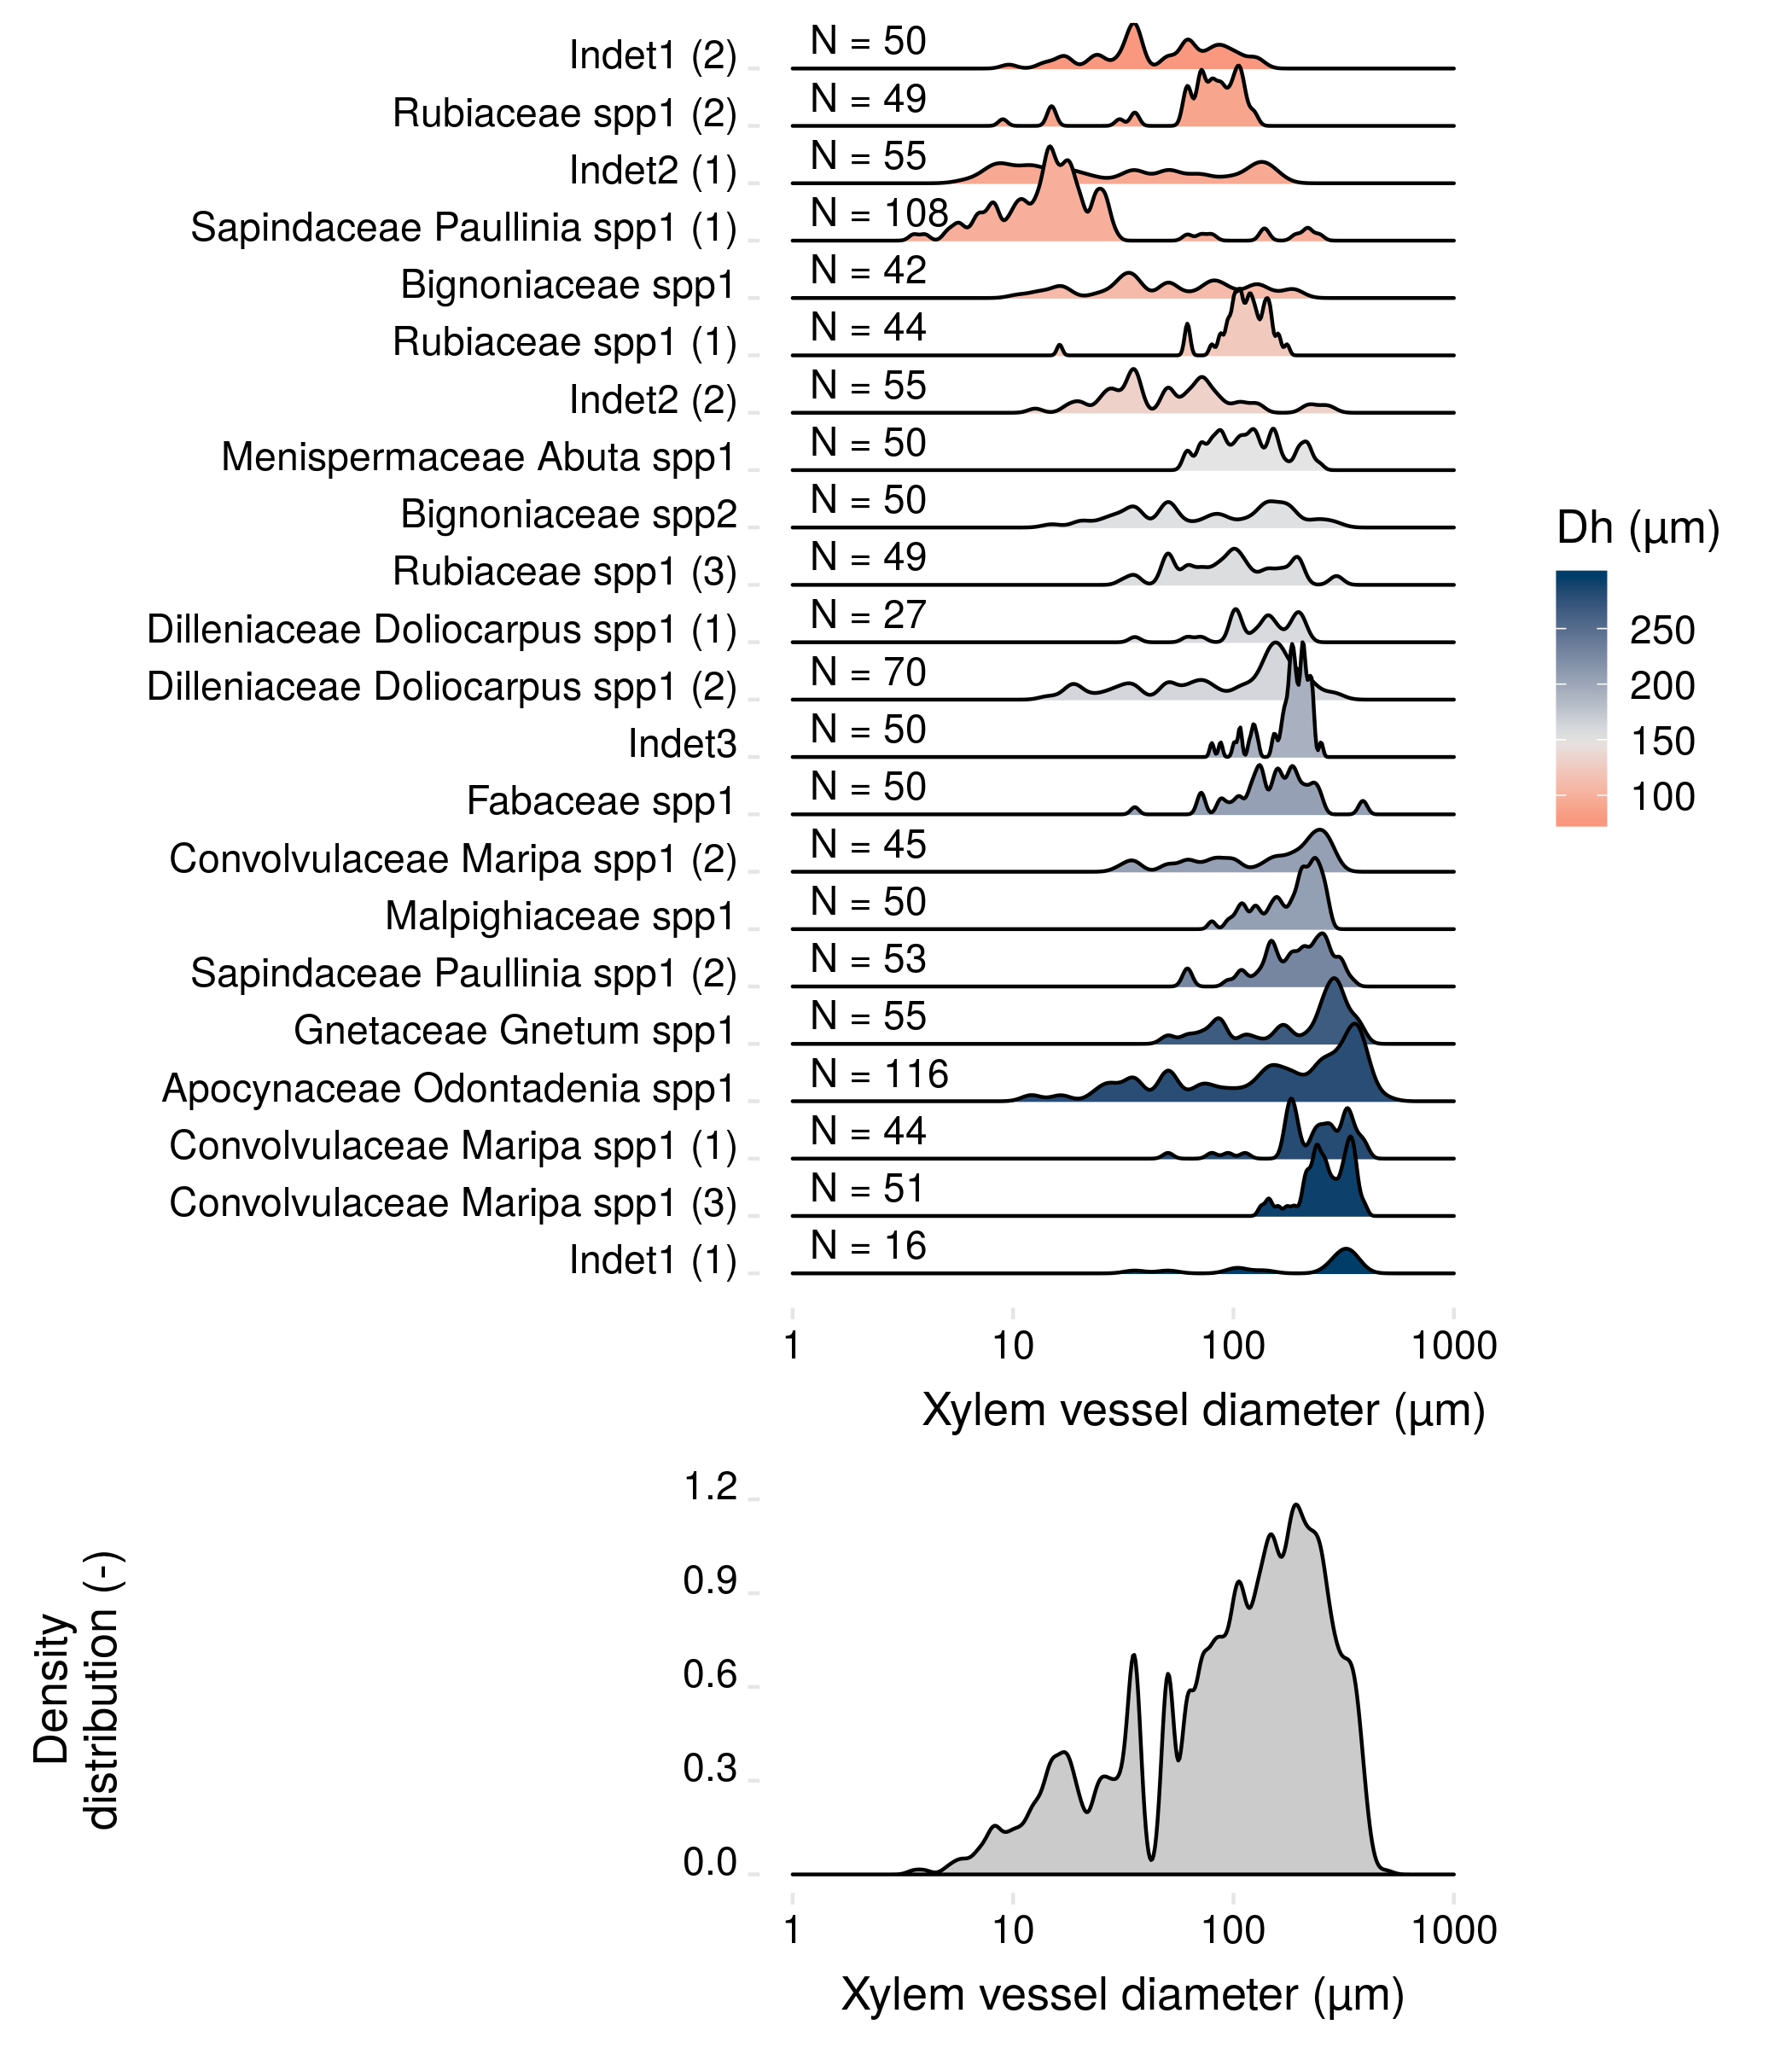 Indet1 (2)
N = 50
Rubiaceae spp1 (2)
N = 49
Indet2 (1)
N = 55
Sapindaceae Paullinia spp1 (1)
N = 108
Bignoniaceae spp1
N = 42
Rubiaceae spp1 (1)
N = 44
Indet2 (2)
N = 55
Menispermaceae Abuta spp1
N = 50
Bignoniaceae spp2
N = 50
Rubiaceae spp1 (3)
N = 49
Dilleniaceae Doliocarpus spp1 (1)
N = 27
Dilleniaceae Doliocarpus spp1 (2)
N = 70
Indet3
N = 50
Fabaceae spp1
N = 50
Convolvulaceae Maripa spp1 (2)
N = 45
Malpighiaceae spp1
N = 50
Sapindaceae Paullinia spp1 (2)
N = 53
Gnetaceae Gnetum spp1
N = 55
Apocynaceae Odontadenia spp1
N = 116
Convolvulaceae Maripa spp1 (1)
N = 44
Convolvulaceae Maripa spp1 (3)
N = 51
Indet1 (1)
N = 16
1 10 100 1000
Xylem vessel diameter (µm)
Dh (µm)
250
200
150
100
Density
distribution (-)
1.2
0.9
0.6
0.3
0.0
1 10 100 1000
Xylem vessel diameter (µm)